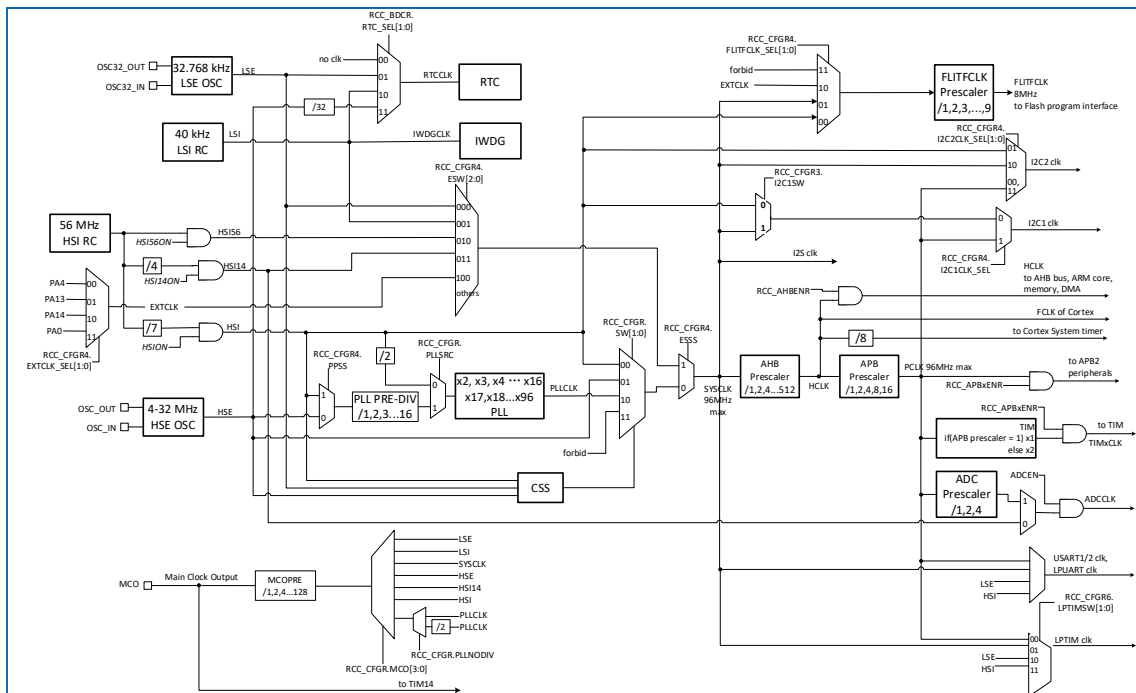 RCC_BDCR.
RTC_SEL[1:0]
OSC32_OUT
OSC32_IN
32.768 kHz
LSE OSC
LSE
no clk
00
01
10
11
/32
RTCCLK
RTC
40 kHz
LSI RC
LSI
IWDGCLK
IWDG
RCC_CFGR4.
ESW[2:0]
000
001
010
011
100
others
56 MHz
HSI RC
HSI56ON
HSI56
/4
HSI14ON
HSI14
PA4
PA13
PA14
PA0
00
01
10
11
EXTCLK
RCC_CFGR4.
EXTCLK_SEL[1:0]
/7
HSION
HSI
OSC_OUT
OSC_IN
4-32 MHz
HSE OSC
HSE
RCC_CFGR4.
PPSS
1
0
PLL PRE-DIV
/1,2,3...16
/2
RCC_CFGR.
PLLSRC
0
1
x2, x3, x4 ··· x16
x17,x18...x96
PLL
PLLCLK
RCC_CFGR.
SW[1:0]
00
01
10
11
forbid
CSS
RCC_CFGR4.
ESSS
1
0
SYSCLK
96MHz
max
RCC_CFGR4.
FLITFCLK_SEL[1:0]
forbid
EXTCLK
11
10
01
00
FLITFCLK
Prescaler
/1,2,3,...,9
FLITFCLK
8MHz
to Flash program interface
RCC_CFGR4.
I2C2CLK_SEL[1:0]
01
10
00,
11
I2C2 clk
RCC_CFGR3.
I2C1SW
0
1
0
1
I2C1 clk
RCC_CFGR4.
I2C1CLK_SEL
I2S clk
RCC_AHBENR
HCLK
to AHB bus, ARM core,
memory, DMA
FCLK of Cortex
/8
to Cortex System timer
AHB
Prescaler
/1,2,4...512
HCLK
APB
Prescaler
/1,2,4,8,16
PCLK 96MHz max
RCC_APBxENR
to APB2
peripherals
RCC_APBxENR
TIM
if(APB prescaler = 1) x1
else x2
to TIM
TIMxCLK
ADC
Prescaler
/1,2,4
ADCEN
1
0
ADCCLK
LSE
HSI
USART1/2 clk,
LPUART clk
RCC_CFGR6.
LPTIMSW[1:0]
00
01
10
11
LSE
HSI
LPTIM clk
MCO
Main Clock Output
MCOPRE
/1,2,4...128
LSE
LSI
SYSCLK
HSE
HSI14
HSI
PLLCLK
/2
PLLCLK
RCC_CFGR.PLLNODIV
RCC_CFGR.MCO[3:0]
to TIM14